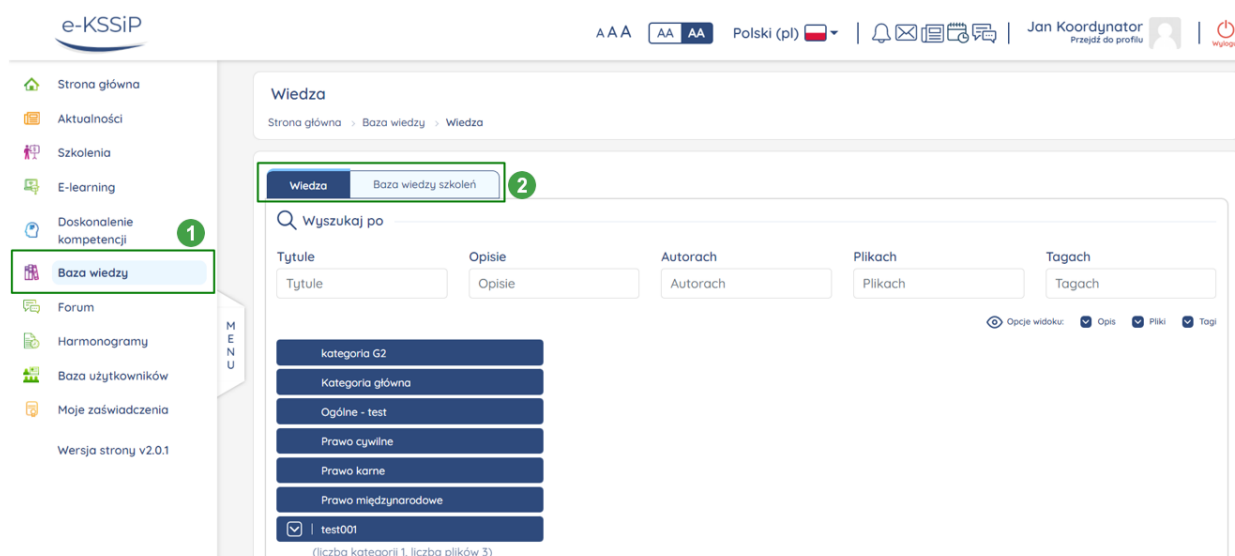 e-KSSiP
A A A
AA AA
Polski (pl)
Jan Koordynator
Przejdź do profilu
Strona główna
Aktualności
Szkolenia
E-learning
Doskonalenie
kompetencji
1
Baza wiedzy
Forum
Harmonogramy
Baza użytkowników
Moje zaświadczenia
Wersja strony v2.0.1
MENU
Wiedza
Strona główna > Baza wiedzy > Wiedza
Wiedza
Baza wiedzy szkoleń
2
Wyszukaj po
Tytule Opisie Autorach Plikach Tagach
Tytule Opisie Autorach Plikach Tagach
Opcje widoku: Opis Pliki Tagi
kategoria G2
Kategoria główna
Ogólne - test
Prawo cywilne
Prawo karne
Prawo międzynarodowe
test001
(liczba kategorii 1, liczba plików 3)